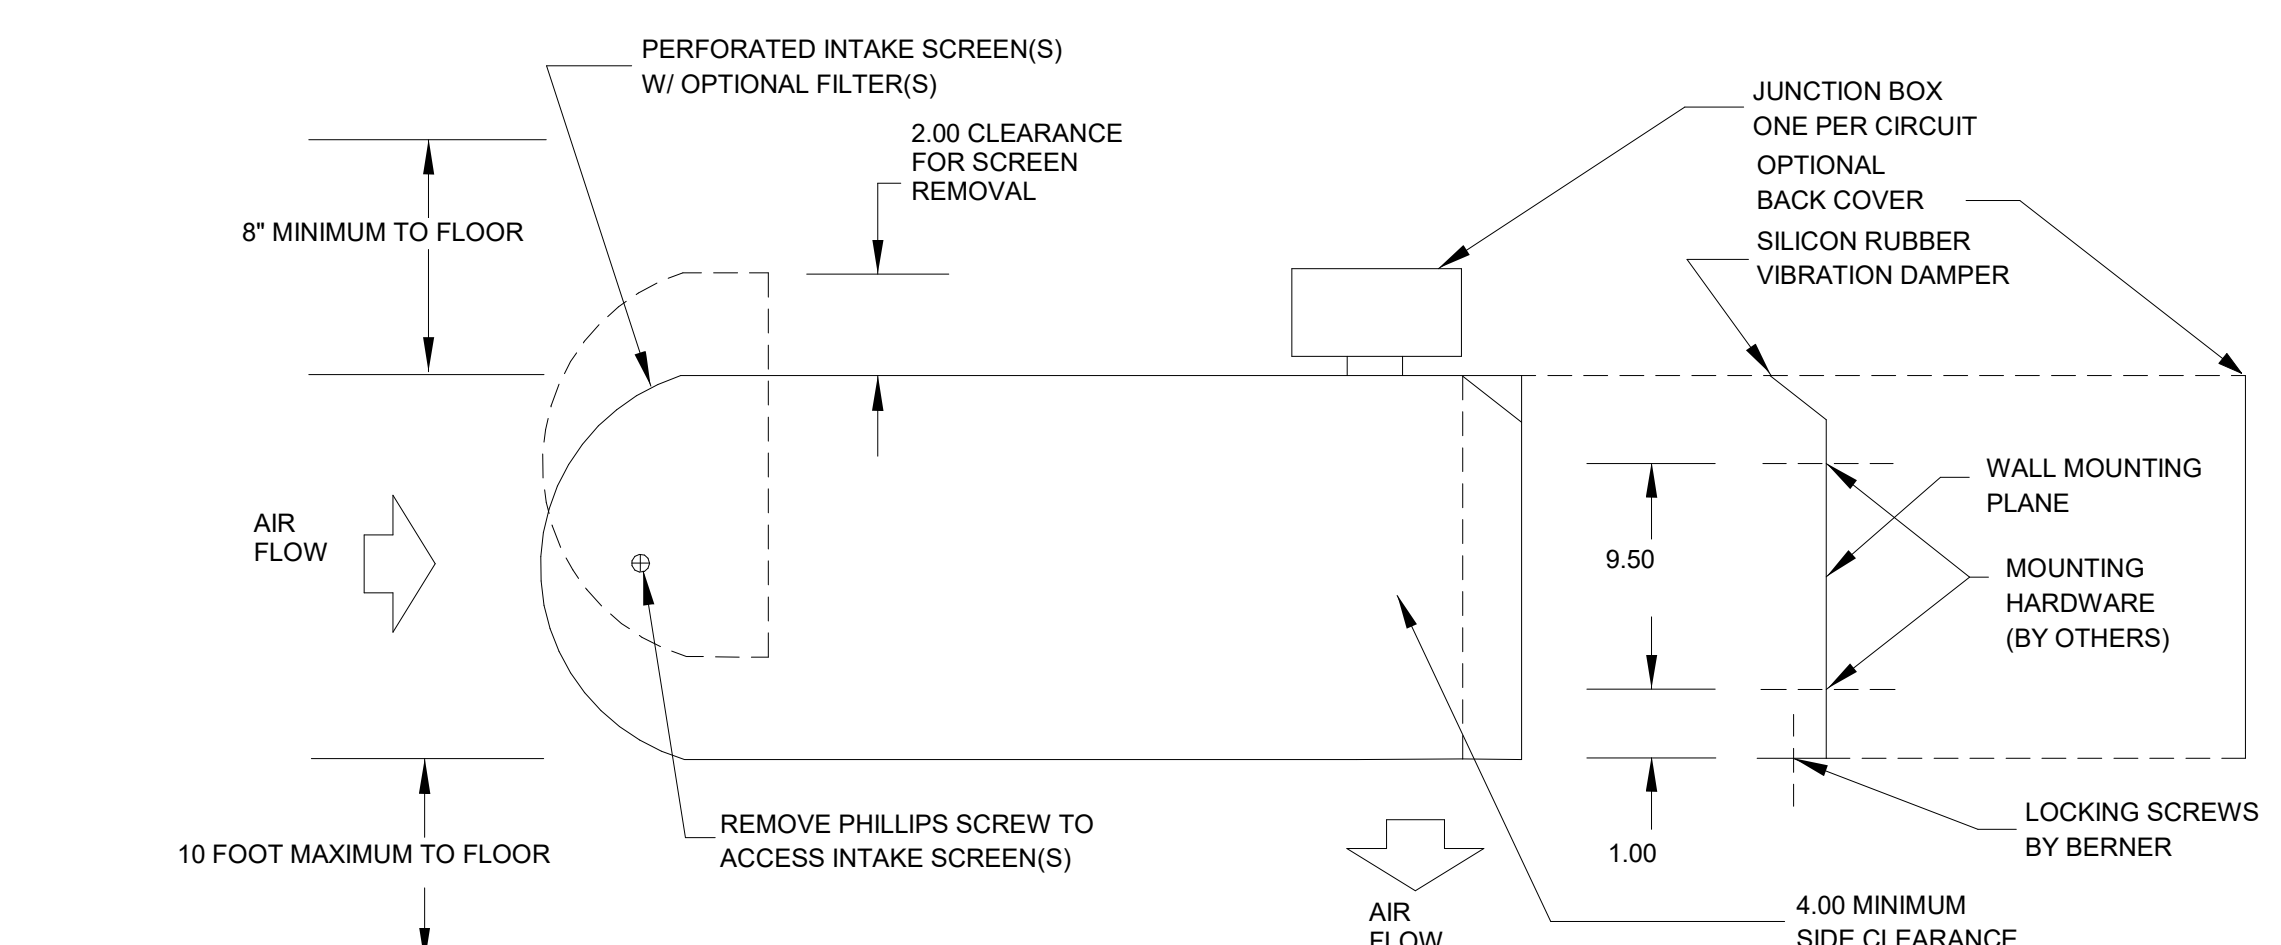 PERFORATED INTAKE SCREEN(S)
W/ OPTIONAL FILTER(S)
2.00 CLEARANCE
FOR SCREEN
REMOVAL
JUNCTION BOX
ONE PER CIRCUIT
OPTIONAL
BACK COVER
SILICON RUBBER
VIBRATION DAMPER
8" MINIMUM TO FLOOR
AIR
FLOW
9.50
WALL MOUNTING
PLANE
MOUNTING
HARDWARE
(BY OTHERS)
10 FOOT MAXIMUM TO FLOOR
REMOVE PHILLIPS SCREW TO
ACCESS INTAKE SCREEN(S)
1.00
LOCKING SCREWS
BY BERNER
AIR
FLOW
4.00 MINIMUM
SIDE CLEARANCE